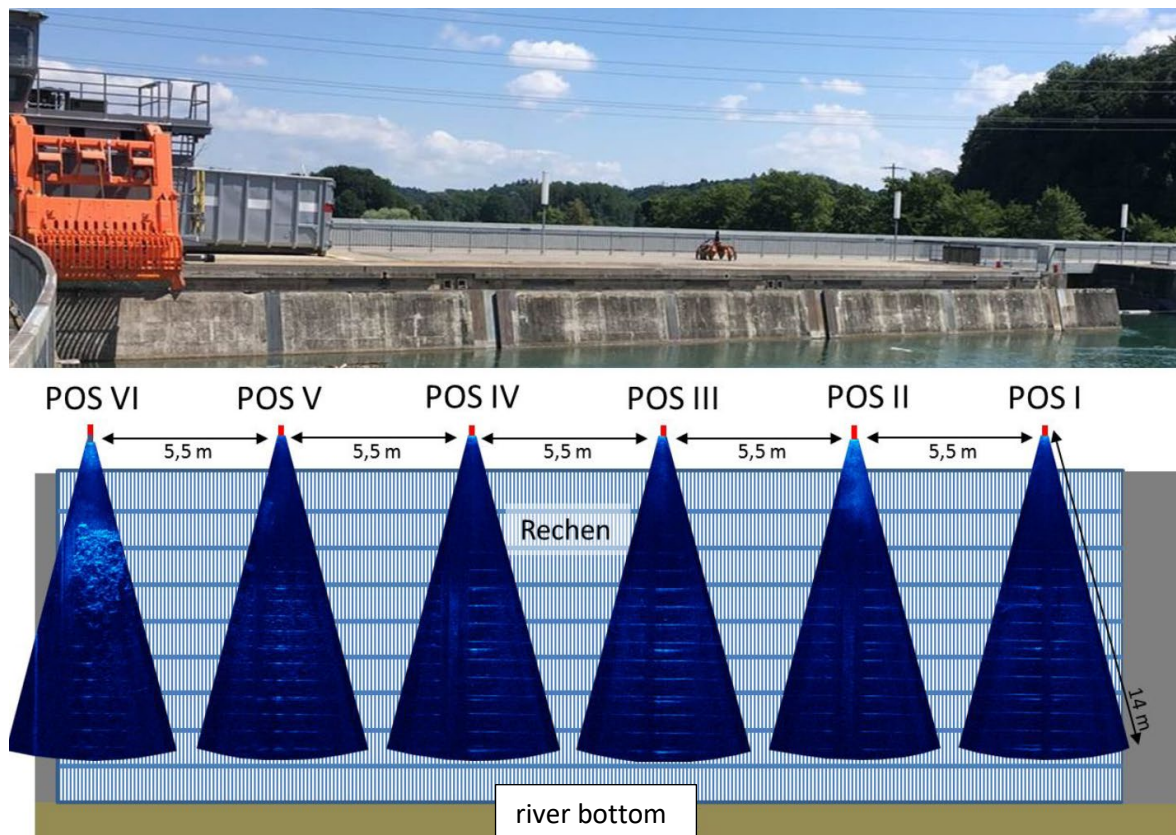 POS VI POS V POS IV POS III POS II POS I
5,5 m 5,5 m 5,5 m 5,5 m 5,5 m
Rechen
14 m
river bottom